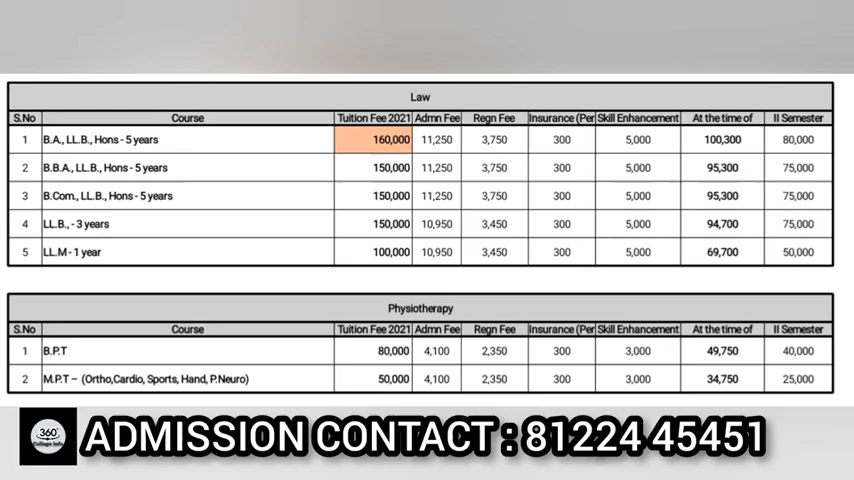 Law
S.No Course Tuition Fee 2021 Admn Fee Regn Fee Insurance (Per Skill Enhancement At the time of II Semester
1 B.A., LL.B., Hons - 5 years 160,000 11,250 3,750 300 5,000 100,300 80,000
2 B.B.A., LL.B., Hons - 5 years 150,000 11,250 3,750 300 5,000 95,300 75,000
3 B.Com., LL.B., Hons - 5 years 150,000 11,250 3,750 300 5,000 95,300 75,000
4 LL.B., - 3 years 150,000 10,950 3,450 300 5,000 94,700 75,000
5 LL.M - 1 year 100,000 10,950 3,450 300 5,000 69,700 50,000
Physiotherapy
S.No Course Tuition Fee 2021 Admn Fee Regn Fee Insurance (Per Skill Enhancement At the time of II Semester
1 B.P.T 80,000 4,100 2,350 300 3,000 49,750 40,000
2 M.P.T – (Ortho,Cardio, Sports, Hand, P.Neuro) 50,000 4,100 2,350 300 3,000 34,750 25,000
360°
College Info
ADMISSION CONTACT : 81224 45451